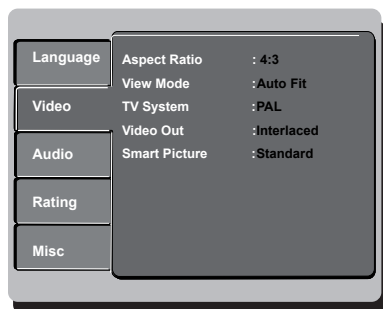 Language
Video
Audio
Rating
Misc
Aspect Ratio : 4:3
View Mode :Auto Fit
TV System :PAL
Video Out :Interlaced
Smart Picture :Standard